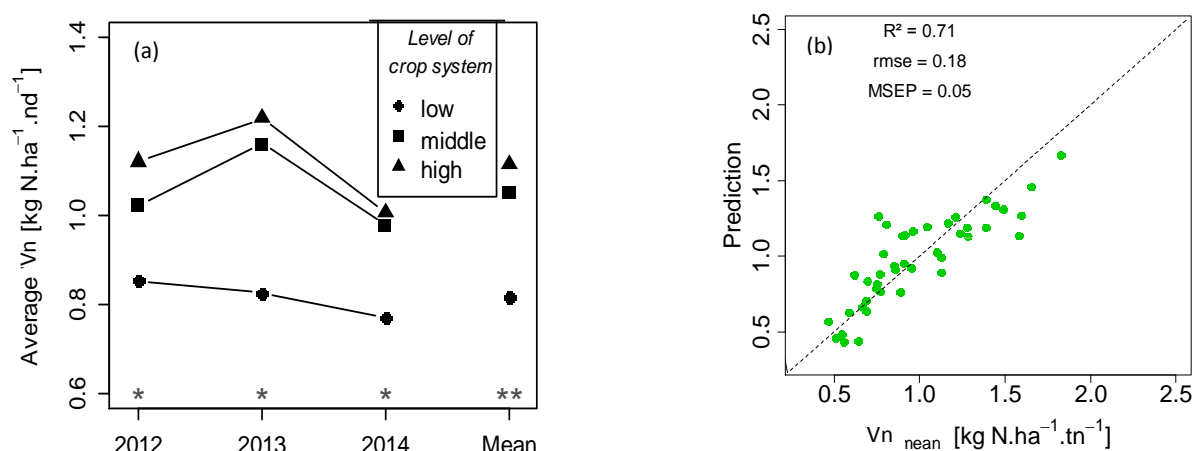 (a)
Level of
crop system
low
middle
high
Average Vn [kg N.ha⁻¹.nd⁻¹]
1.4
1.2
1.0
0.8
0.6
* * * **
2012 2013 2014 Mean
(b)
R² = 0.71
rmse = 0.18
MSEP = 0.05
Prediction
2.5
2.0
1.5
1.0
0.5
0.5 1.0 1.5 2.0 2.5
Vn nean [kg N.ha⁻¹.tn⁻¹]